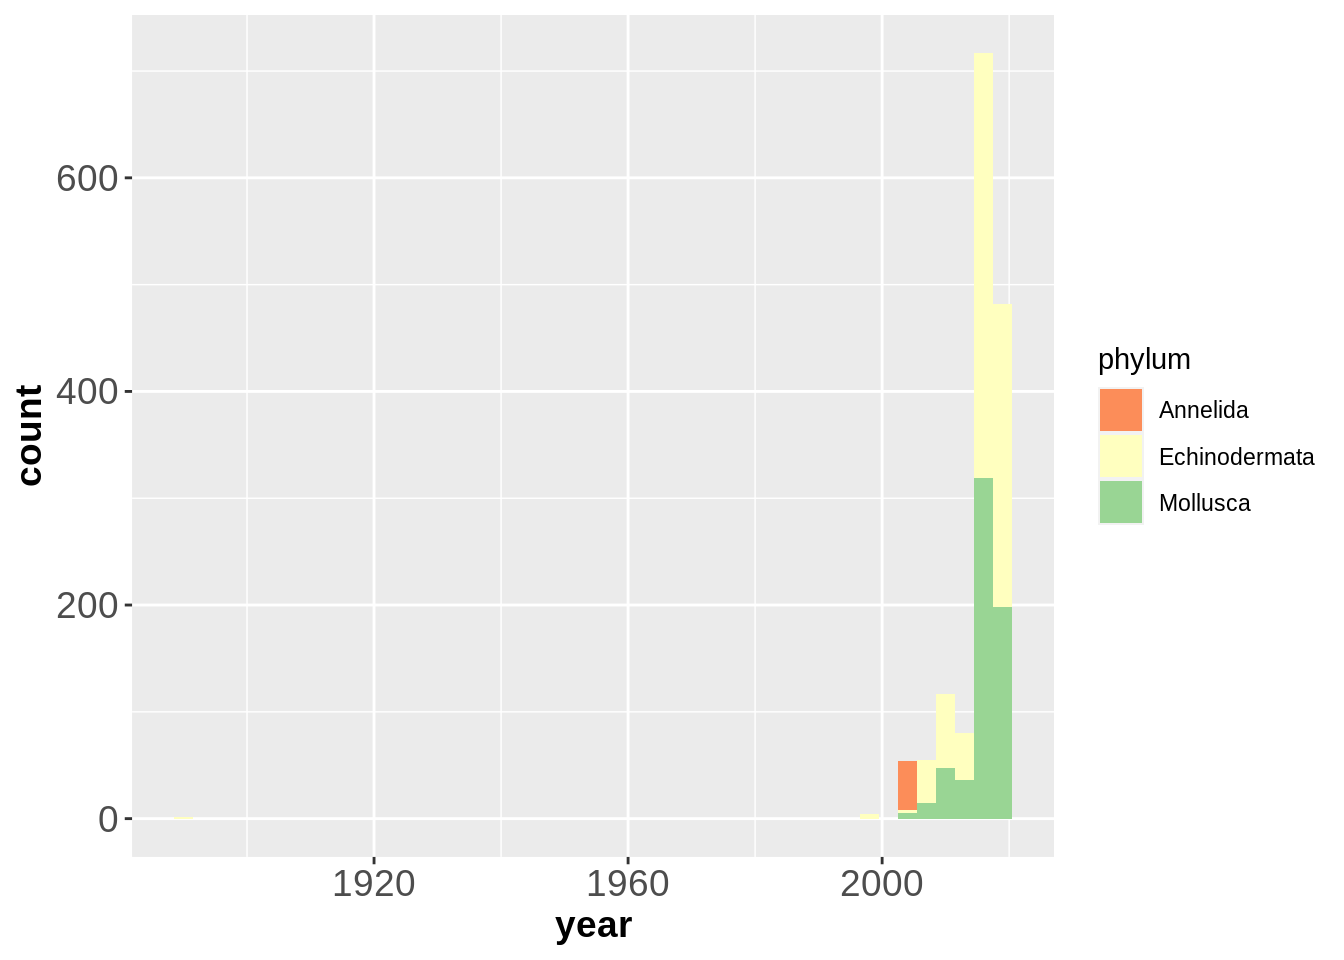 600
400
200
0
count
1920
1960
2000
year
phylum
Annelida
Echinodermata
Mollusca